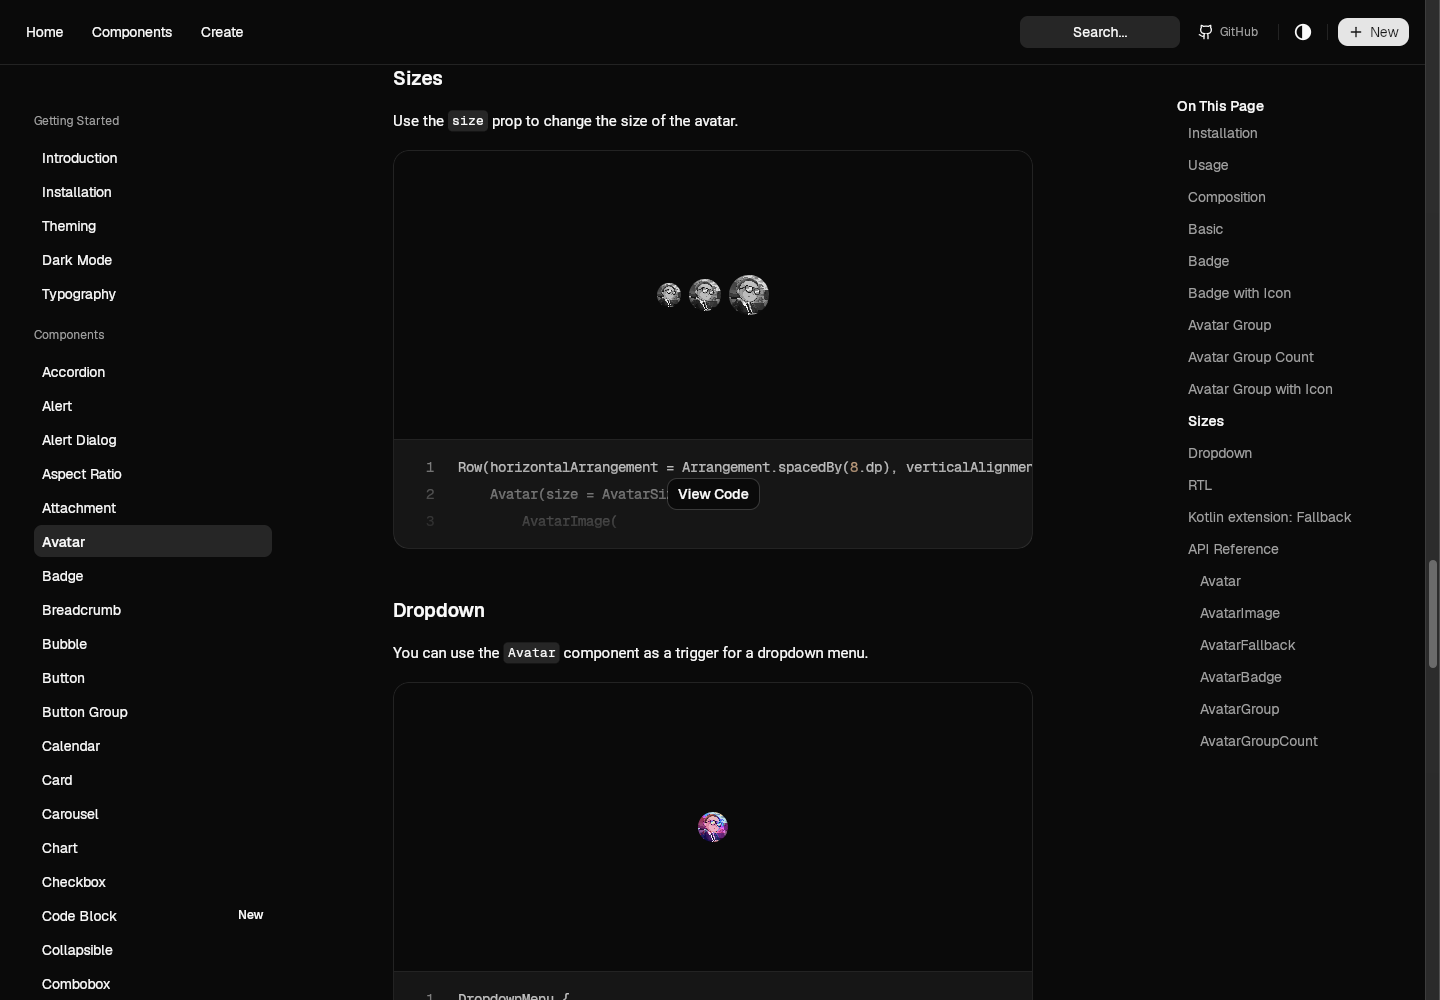 Home
Components
Create
Search...
GitHub
New
Getting Started
Introduction
Installation
Theming
Dark Mode
Typography
Components
Accordion
Alert
Alert Dialog
Aspect Ratio
Attachment
Avatar
Badge
Breadcrumb
Bubble
Button
Button Group
Calendar
Card
Carousel
Chart
Checkbox
Code Block New
Collapsible
Combobox
Sizes
Use the size prop to change the size of the avatar.
1 Row(horizontalArrangement = Arrangement.spacedBy(8.dp), verticalAlignmen
2 Avatar(size = AvatarSi
View Code
3 AvatarImage(
Dropdown
You can use the Avatar component as a trigger for a dropdown menu.
1 DropdownMenu {
On This Page
Installation
Usage
Composition
Basic
Badge
Badge with Icon
Avatar Group
Avatar Group Count
Avatar Group with Icon
Sizes
Dropdown
RTL
Kotlin extension: Fallback
API Reference
Avatar
AvatarImage
AvatarFallback
AvatarBadge
AvatarGroup
AvatarGroupCount